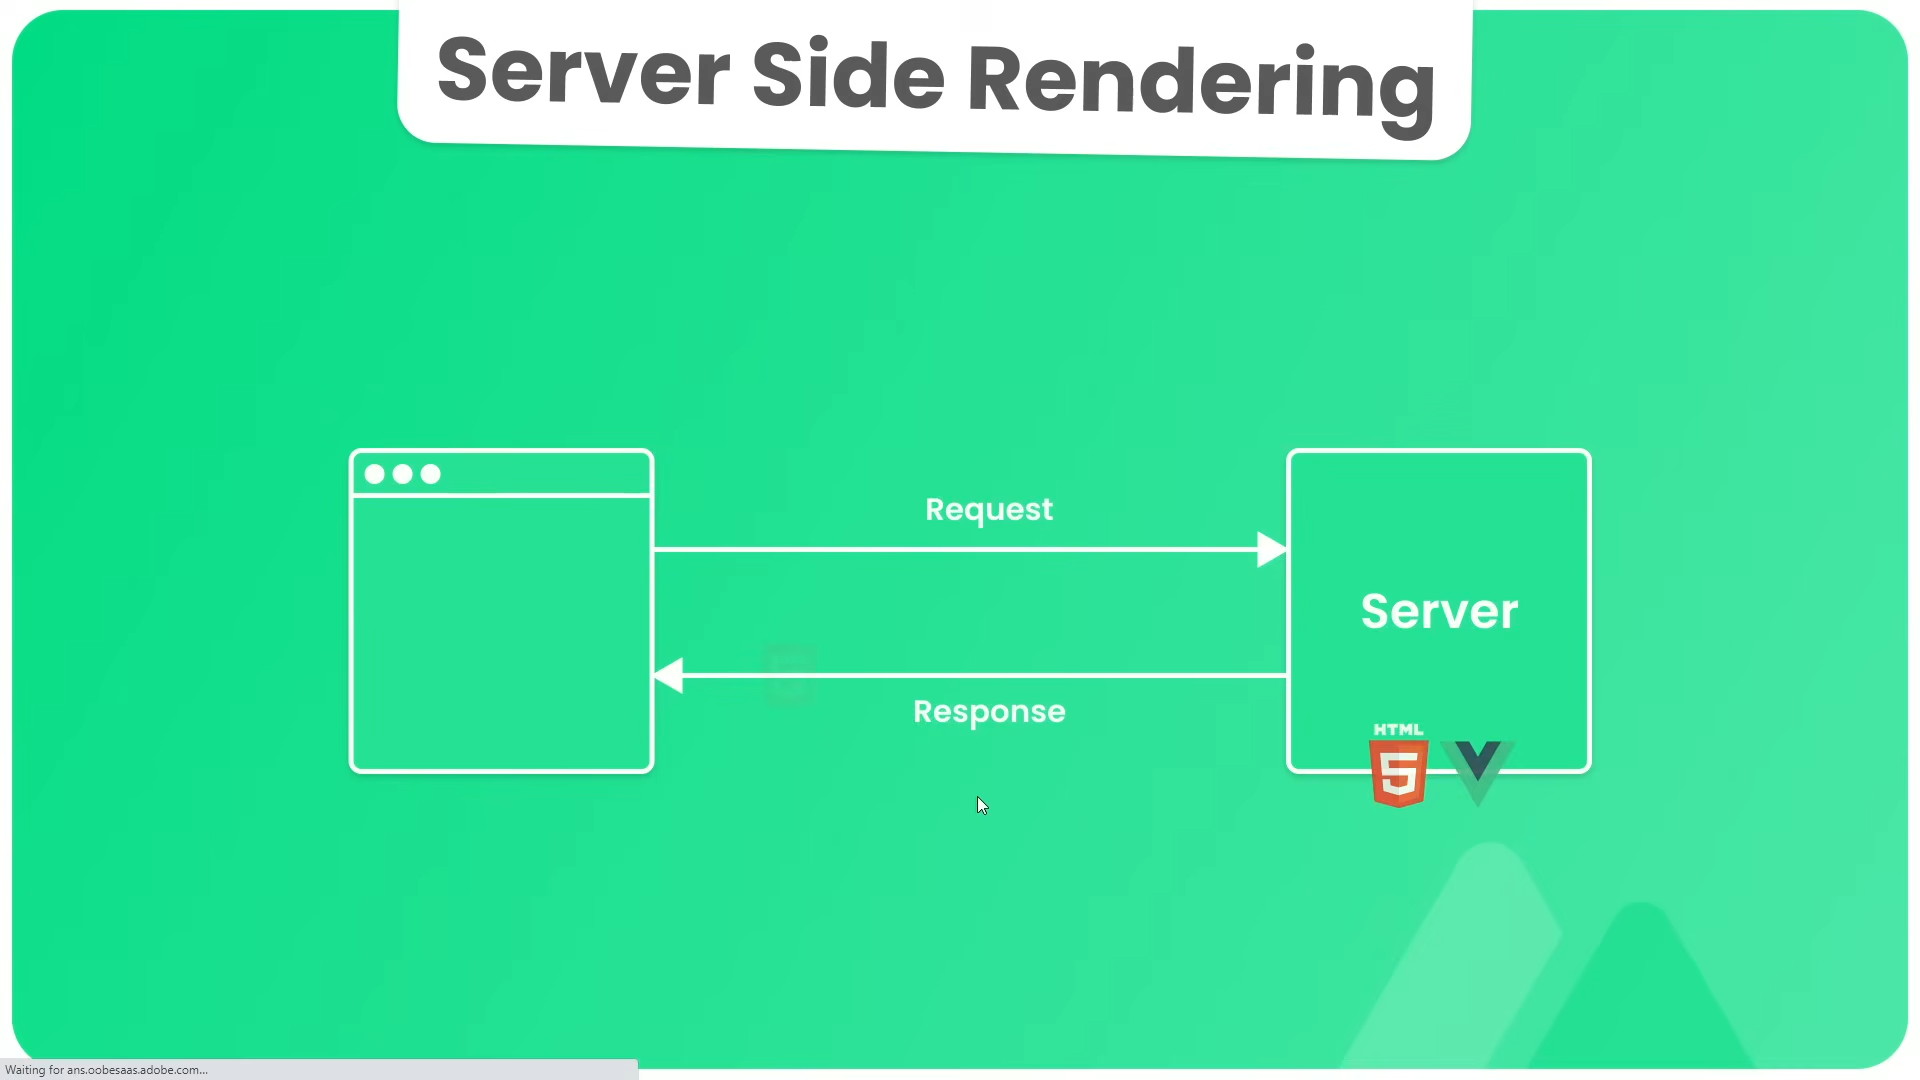 Server Side Rendering
Request
Server
Response
HTML
5
Waiting for ans.oobesaas.adobe.com...